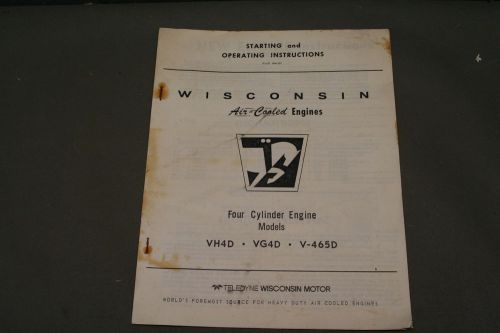 STARTING and
OPERATING INSTRUCTIONS
WISCONSIN
Air-Cooled Engines
Four Cylinder Engine
Models
VH4D • VG4D • V-465D
TELEDYNE WISCONSIN MOTOR
WORLD'S FOREMOST SOURCE FOR HEAVY DUTY AIR COOLED ENGINES